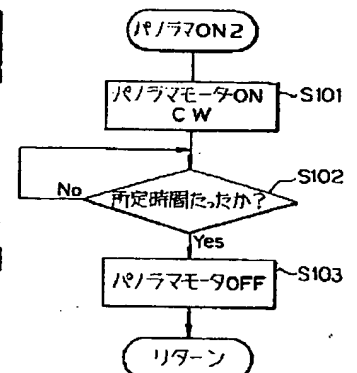 パノラマON2
パノラマモーターON
CW
S101
所定時間たったか?
S102
No
Yes
パノラマモータOFF
S103
リターン